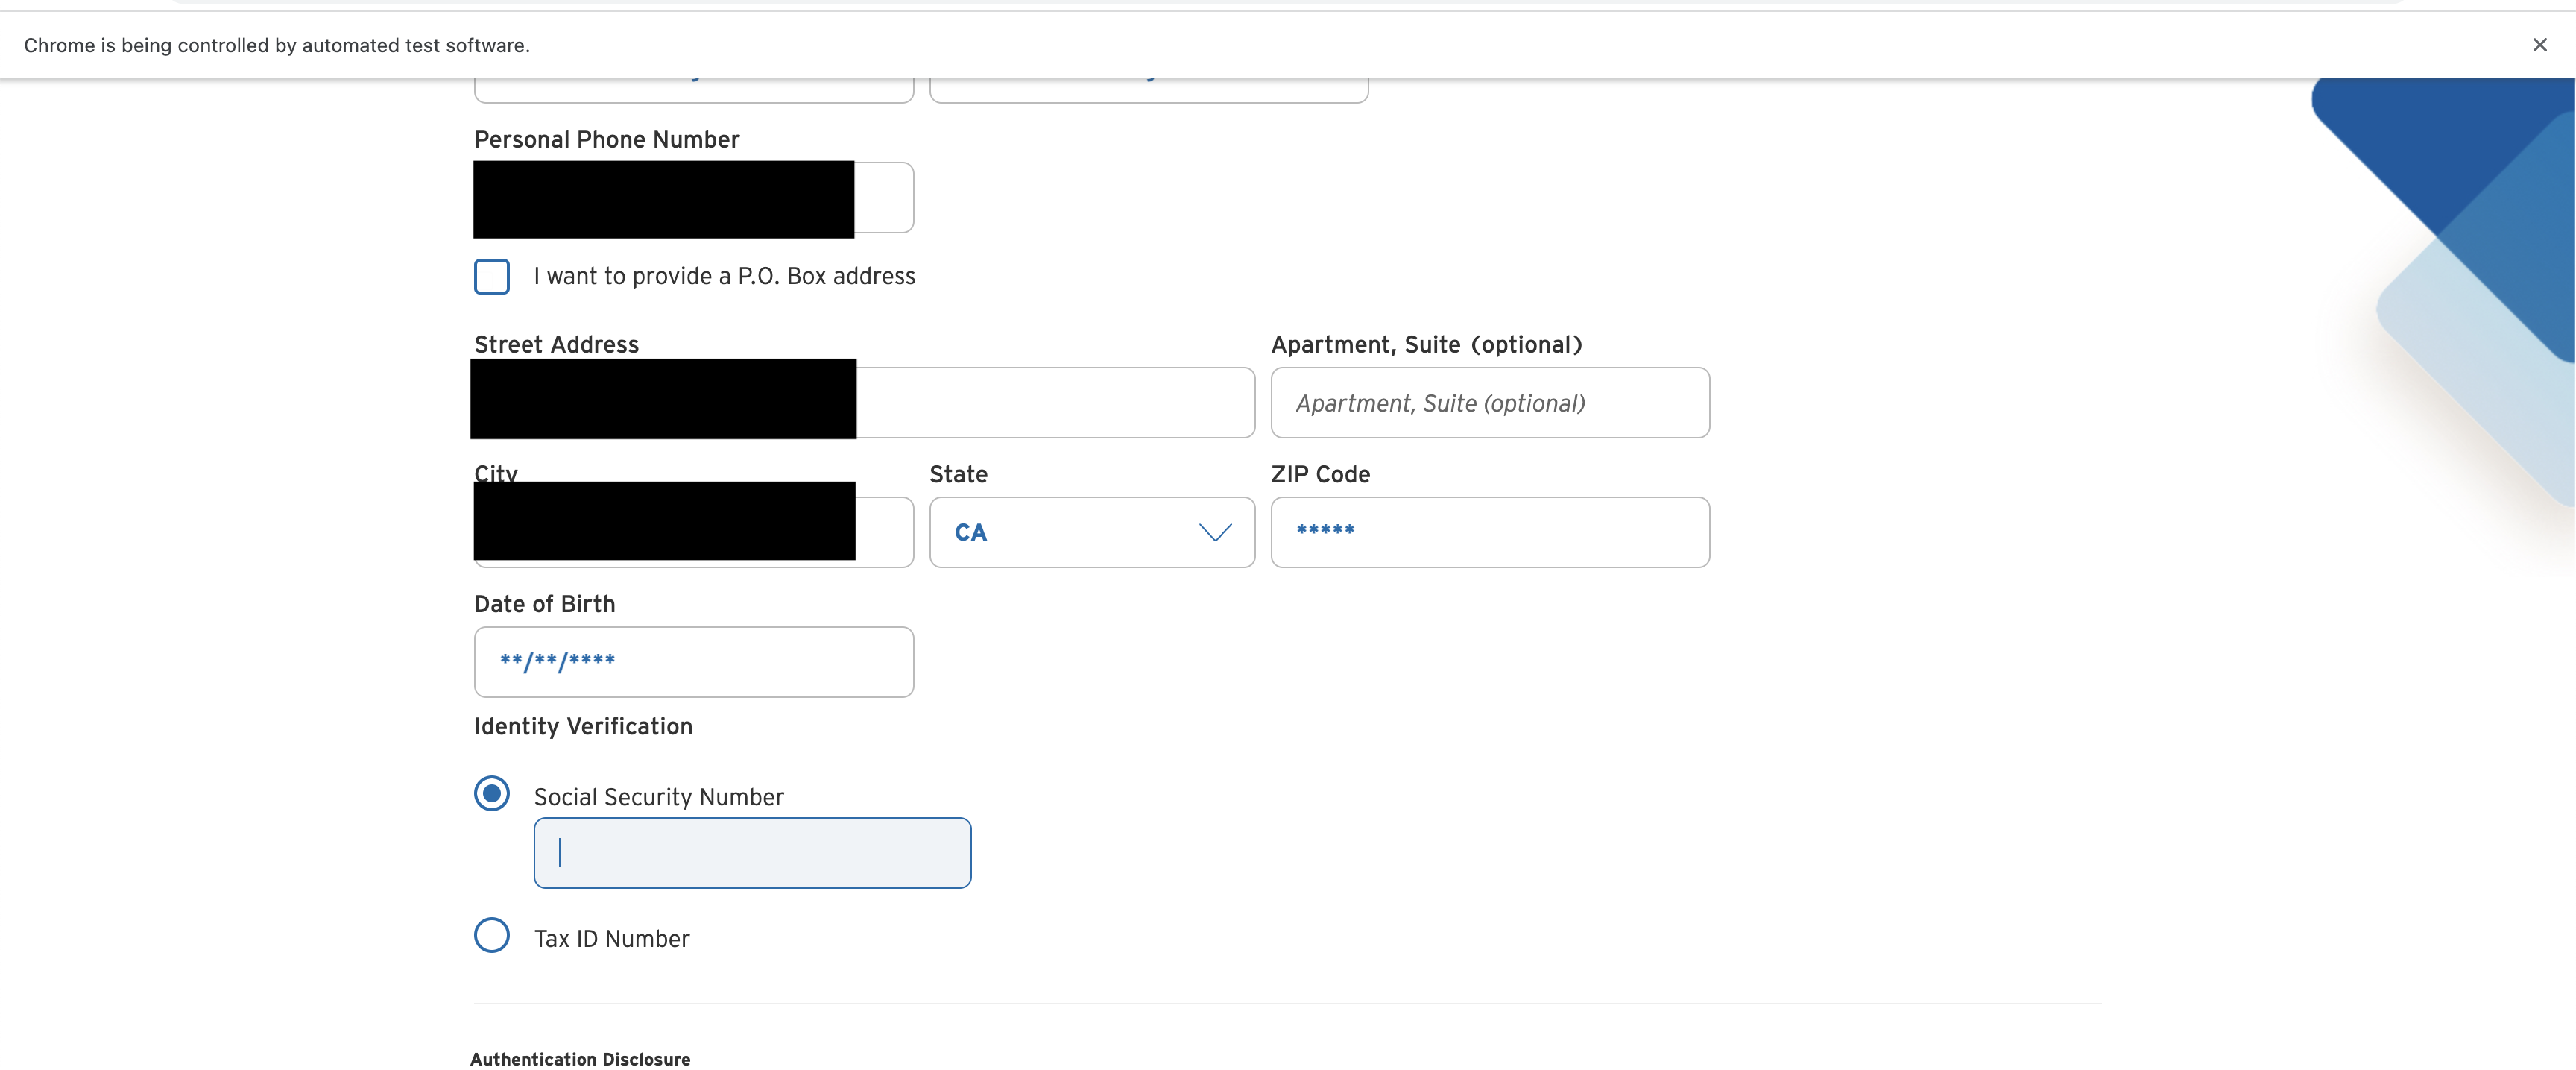 Chrome is being controlled by automated test software.
Personal Phone Number
I want to provide a P.O. Box address
Street Address
Apartment, Suite (optional)
Apartment, Suite (optional)
City
State
ZIP Code
CA
*****
Date of Birth
**/**/****
Identity Verification
Social Security Number
Tax ID Number
Authentication Disclosure